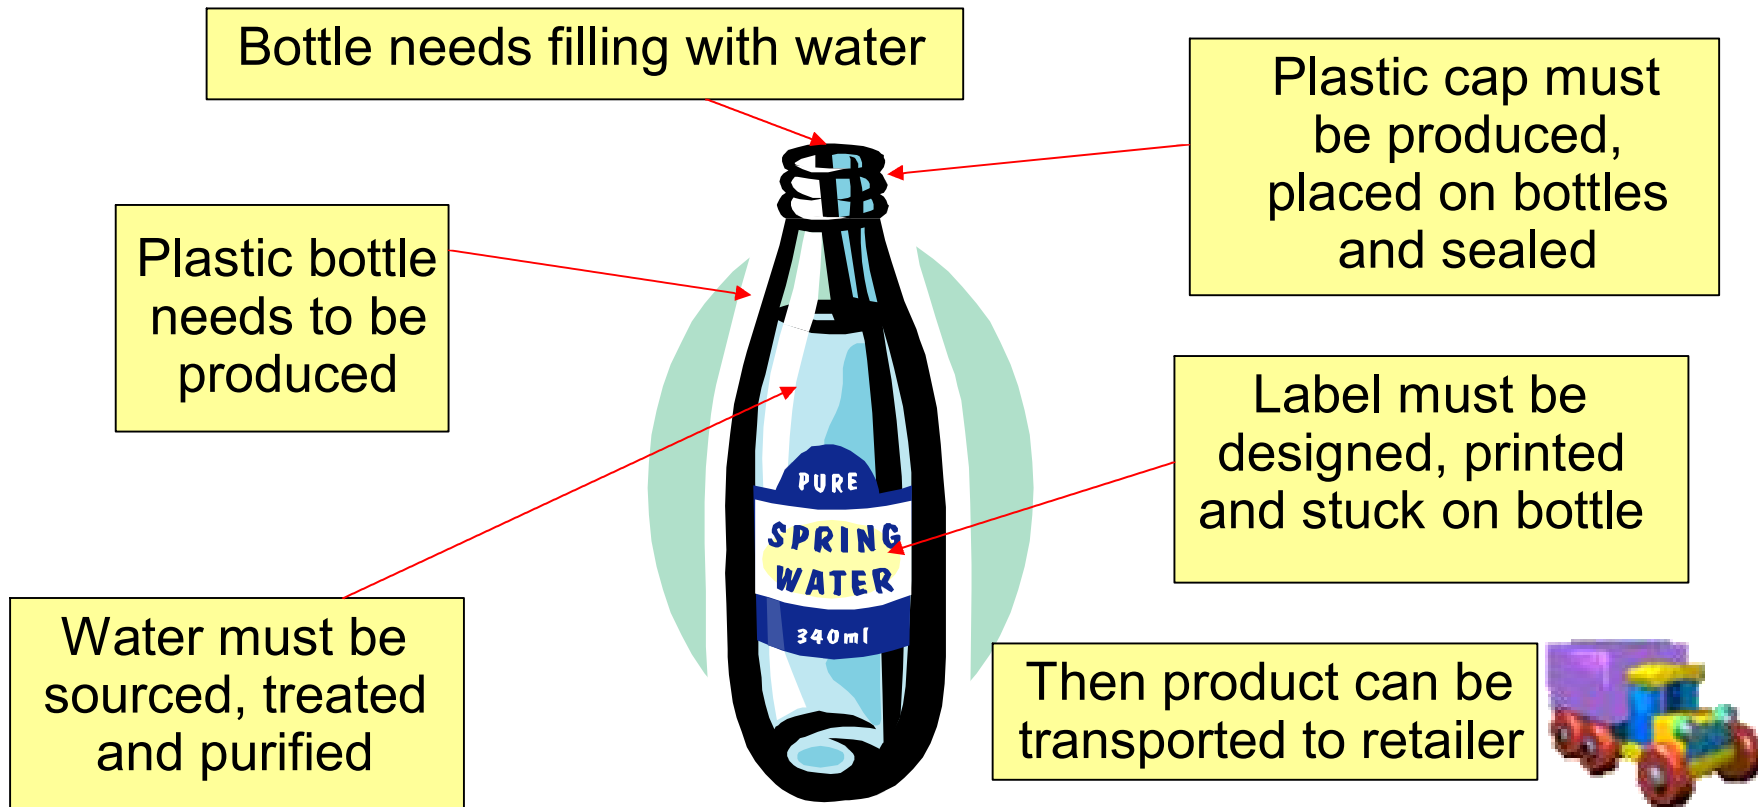 Bottle needs filling with water
Plastic cap must
be produced,
placed on bottles
and sealed
Plastic bottle
needs to be
produced
Label must be
designed, printed
and stuck on bottle
PURE
SPRING
WATER
340ml
Water must be
sourced, treated
and purified
Then product can be
transported to retailer